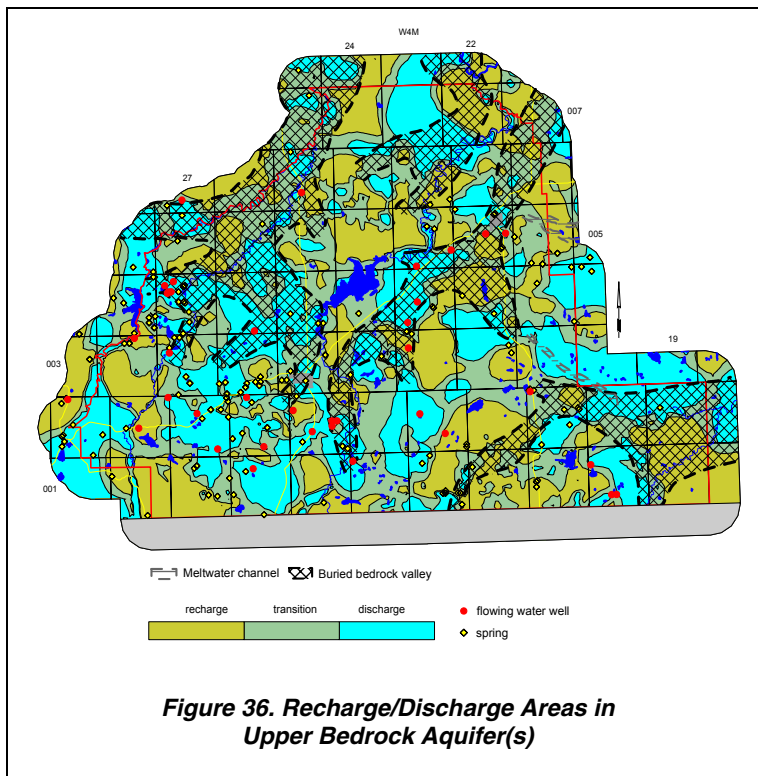 W4M
24
22
007
27
005
19
003
001
Meltwater channel
Buried bedrock valley
recharge
transition
discharge
flowing water well
spring
Figure 36. Recharge/Discharge Areas in
Upper Bedrock Aquifer(s)